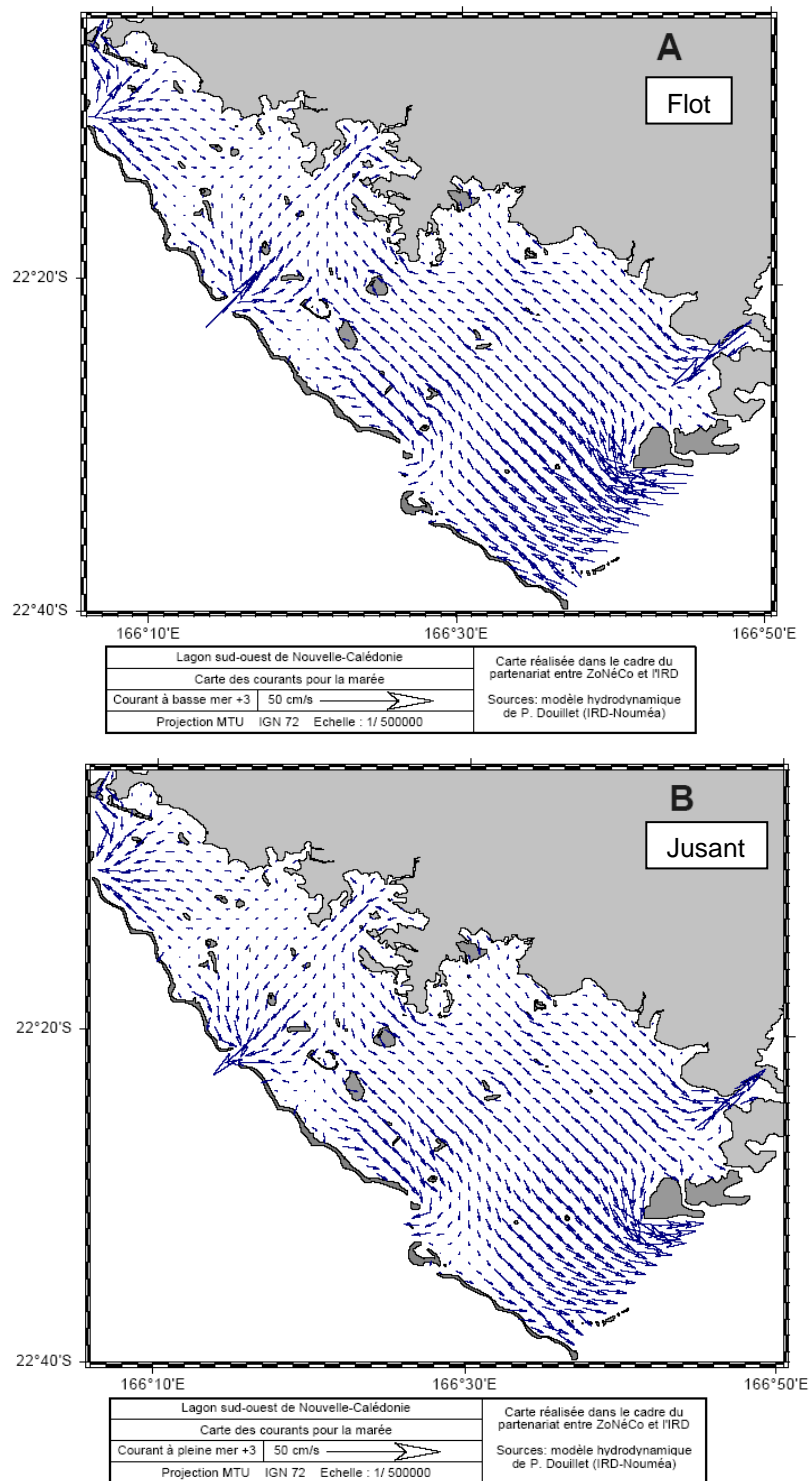 A
Flot
22°20'S
22°40'S
166°10'E
166°30'E
166°50'E
Lagon sud-ouest de Nouvelle-Calédonie
Carte des courants pour la marée
Courant à basse mer +3
50 cm/s
Projection MTU IGN 72 Echelle : 1/ 500000
Carte réalisée dans le cadre du
partenariat entre ZoNéCo et l'IRD
Sources: modèle hydrodynamique
de P. Douillet (IRD-Nouméa)
B
Jusant
22°20'S
22°40'S
166°10'E
166°30'E
166°50'E
Lagon sud-ouest de Nouvelle-Calédonie
Carte des courants pour la marée
Courant à pleine mer +3
50 cm/s
Projection MTU IGN 72 Echelle : 1/ 500000
Carte réalisée dans le cadre du
partenariat entre ZoNéCo et l'IRD
Sources: modèle hydrodynamique
de P. Douillet (IRD-Nouméa)